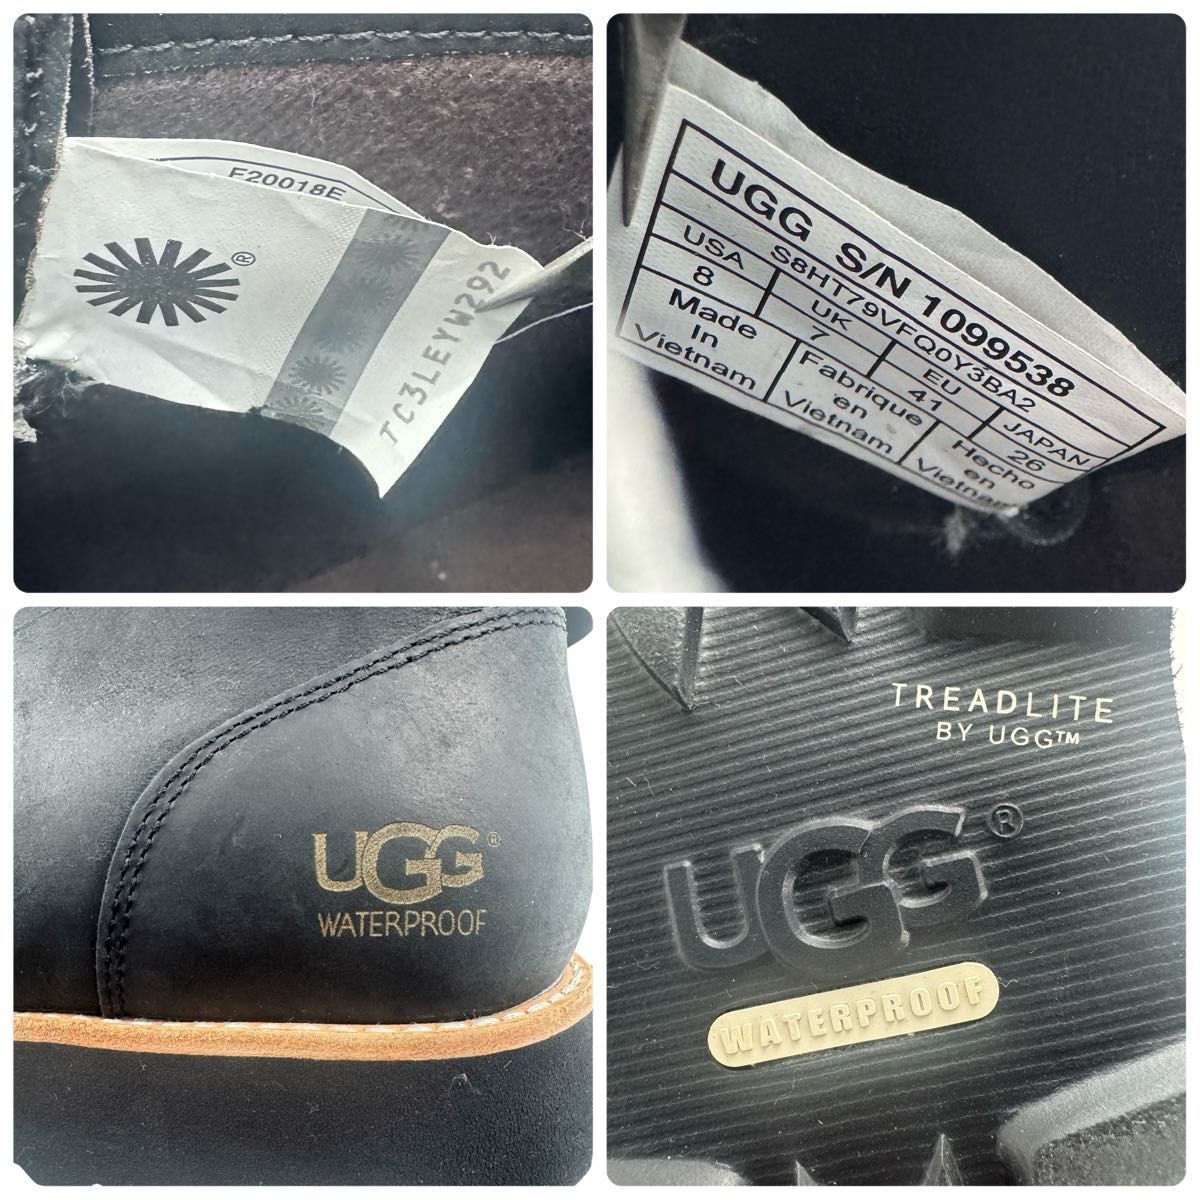 F20018E
®
TC3LEYW292
UGG S/N 1099538
S8HT79VFQ0Y3BA2
USA UK EU JAPAN
8 7 41 26
Made In Vietnam
Fabrique en Vietnam
Hecho en Vietnam
UGG®
WATERPROOF
TREADLITE
BY UGG™
UGG®
WATERPROOF